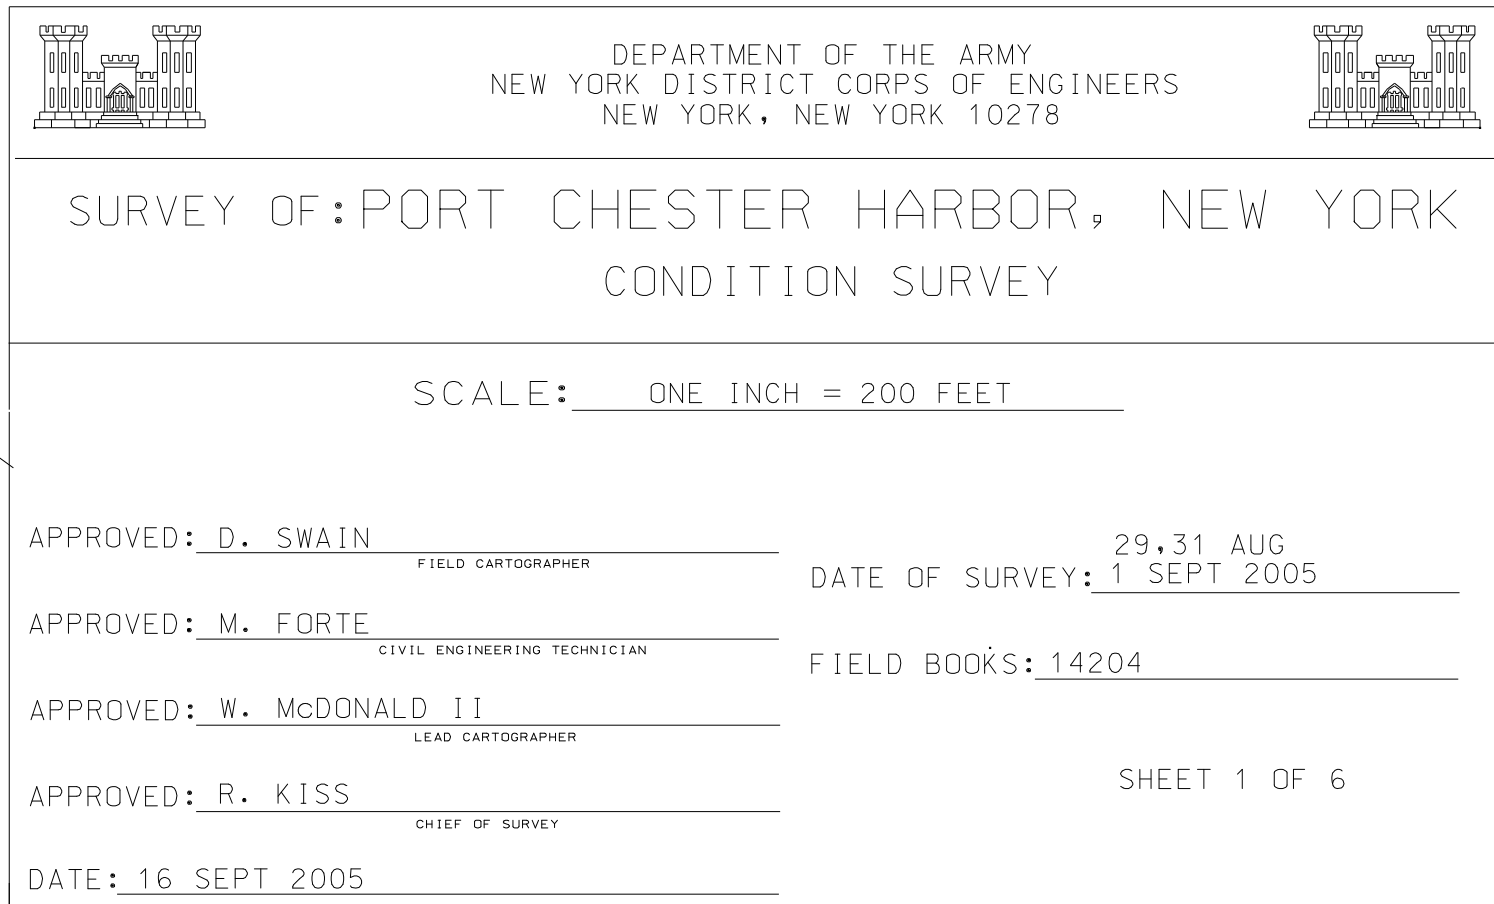 DEPARTMENT OF THE ARMY
NEW YORK DISTRICT CORPS OF ENGINEERS
NEW YORK, NEW YORK 10278
SURVEY OF: PORT CHESTER HARBOR, NEW YORK
CONDITION SURVEY
SCALE: ONE INCH = 200 FEET
APPROVED: D. SWAIN
FIELD CARTOGRAPHER
APPROVED: M. FORTE
CIVIL ENGINEERING TECHNICIAN
APPROVED: W. McDONALD II
LEAD CARTOGRAPHER
APPROVED: R. KISS
CHIEF OF SURVEY
DATE: 16 SEPT 2005
29,31 AUG
DATE OF SURVEY: 1 SEPT 2005
FIELD BOOKS: 14204
SHEET 1 OF 6